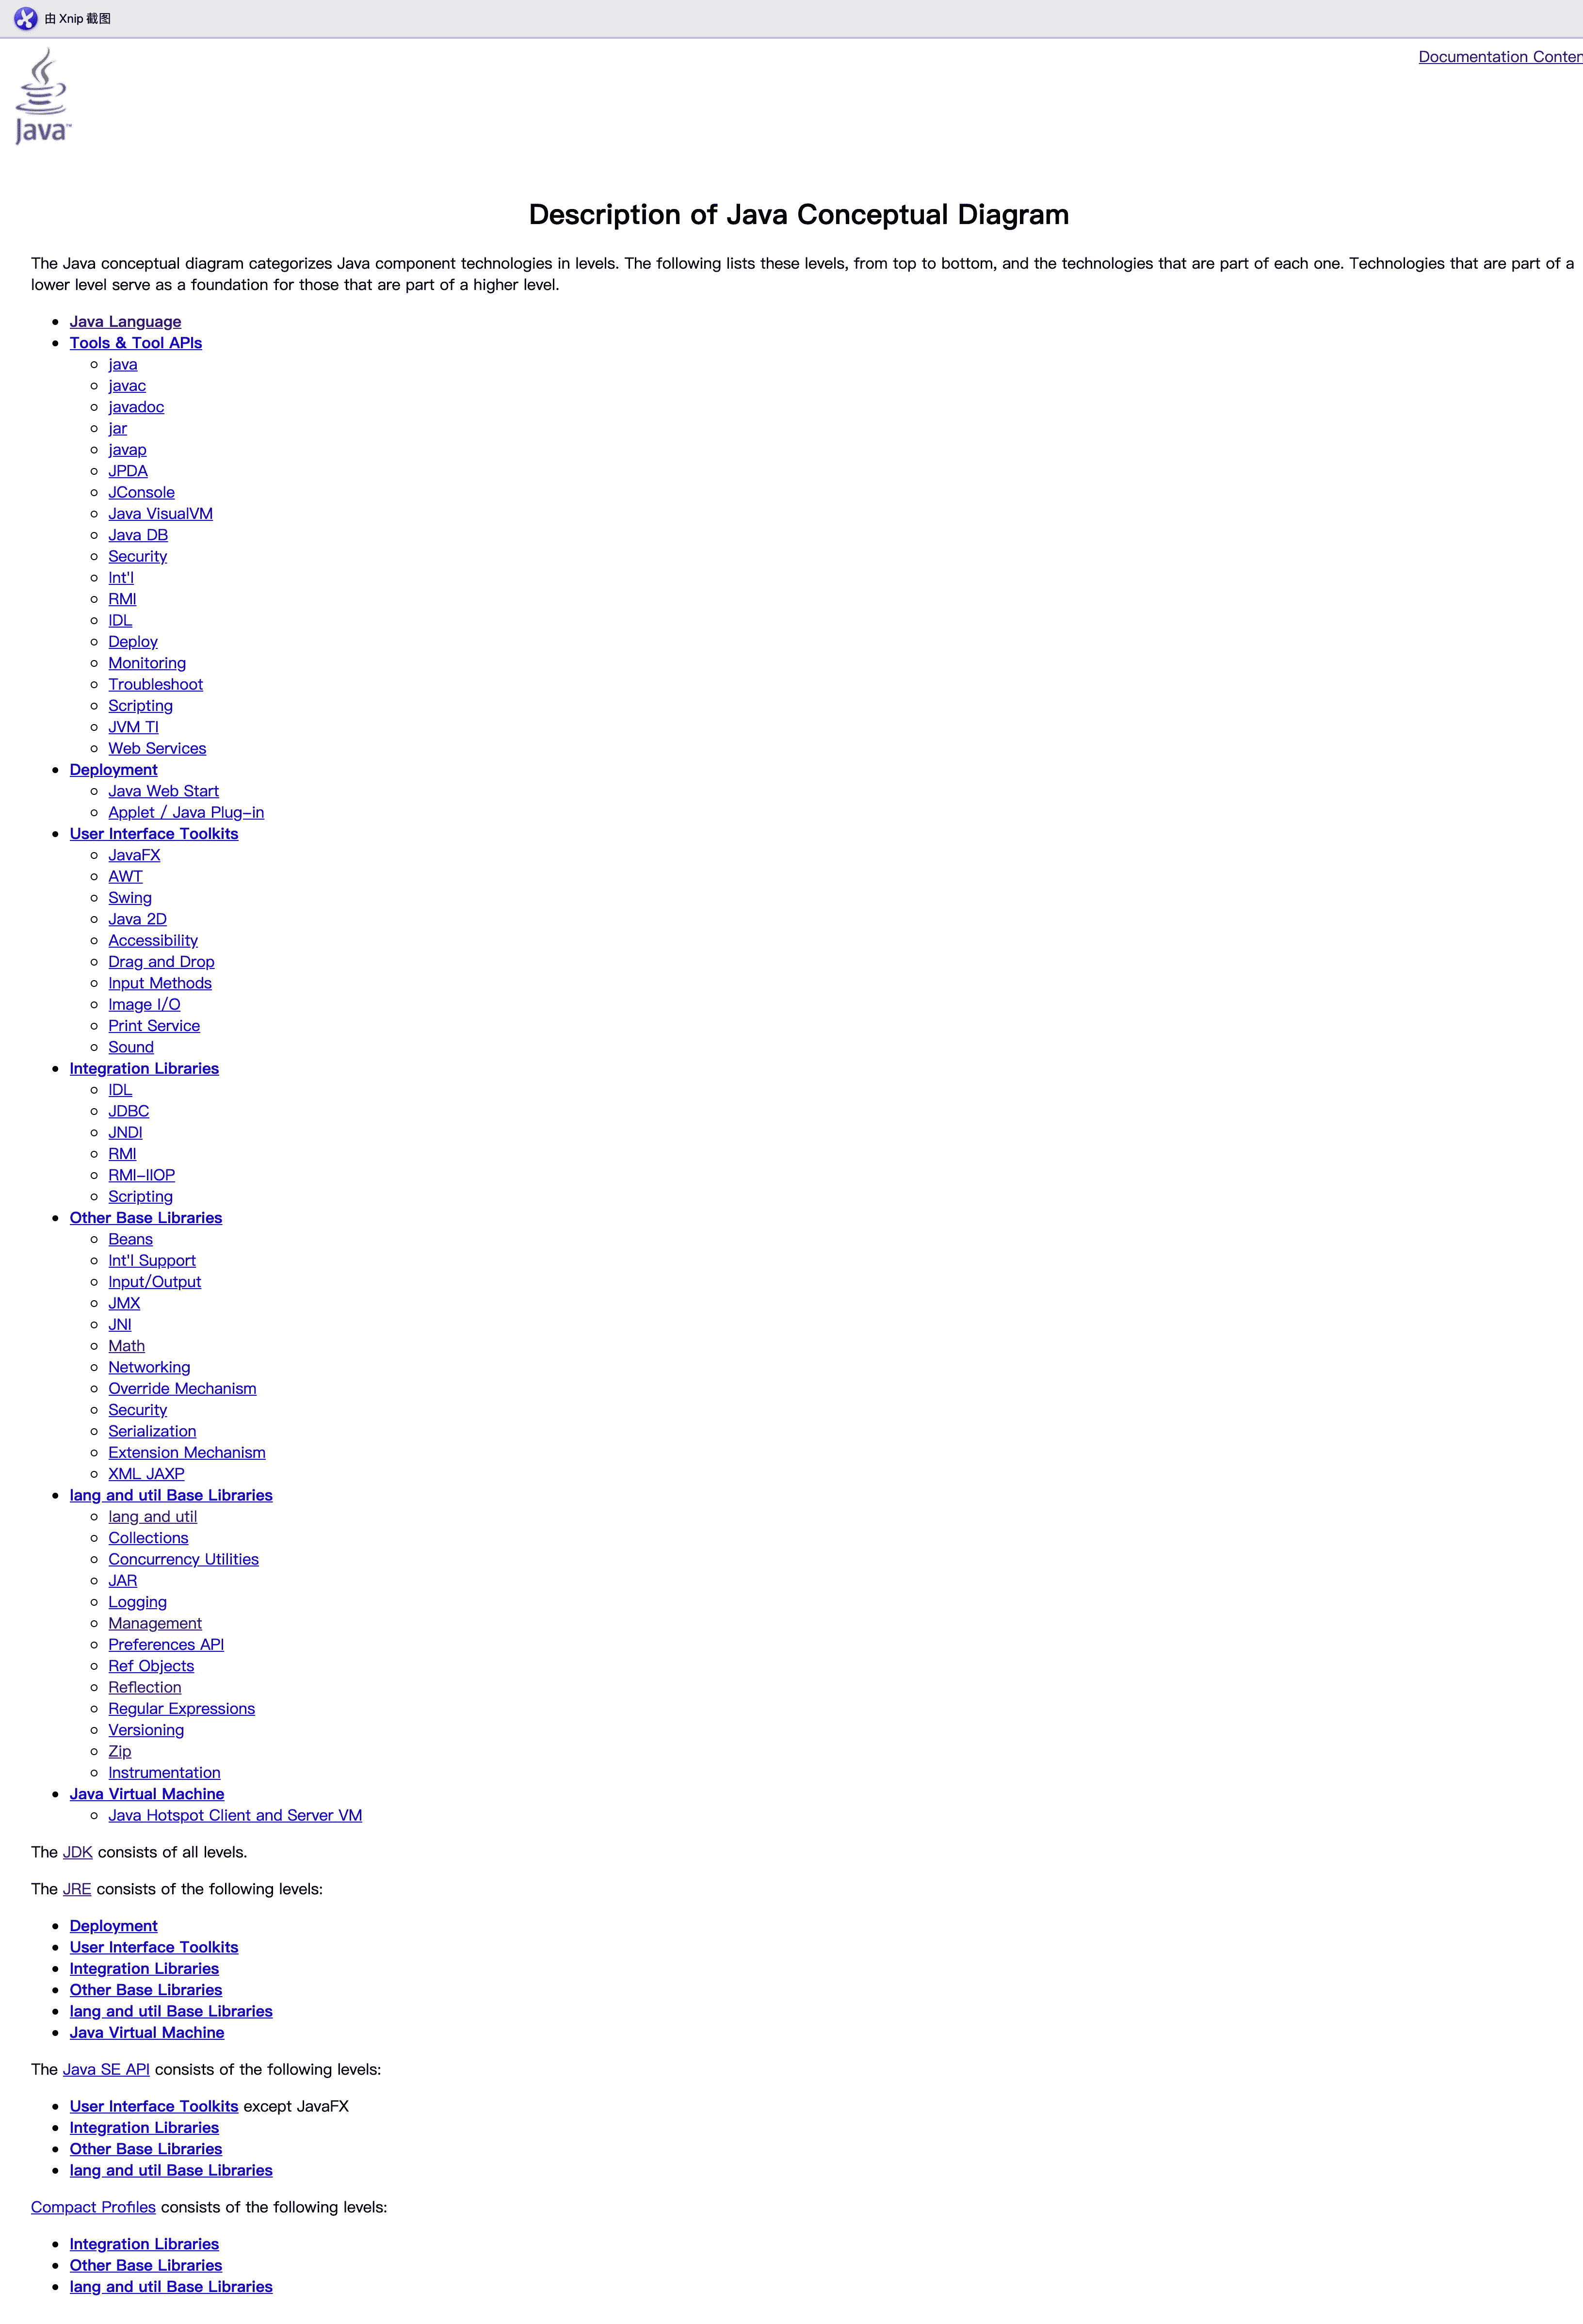 由 Xnip 截图
Documentation Conten
Java™
Description of Java Conceptual Diagram
The Java conceptual diagram categorizes Java component technologies in levels. The following lists these levels, from top to bottom, and the technologies that are part of each one. Technologies that are part of a
lower level serve as a foundation for those that are part of a higher level.
Java Language
Tools & Tool APIs
java
javac
javadoc
jar
javap
JPDA
JConsole
Java VisualVM
Java DB
Security
Int'l
RMI
IDL
Deploy
Monitoring
Troubleshoot
Scripting
JVM TI
Web Services
Deployment
Java Web Start
Applet / Java Plug-in
User Interface Toolkits
JavaFX
AWT
Swing
Java 2D
Accessibility
Drag and Drop
Input Methods
Image I/O
Print Service
Sound
Integration Libraries
IDL
JDBC
JNDI
RMI
RMI-IIOP
Scripting
Other Base Libraries
Beans
Int'l Support
Input/Output
JMX
JNI
Math
Networking
Override Mechanism
Security
Serialization
Extension Mechanism
XML JAXP
lang and util Base Libraries
lang and util
Collections
Concurrency Utilities
JAR
Logging
Management
Preferences API
Ref Objects
Reflection
Regular Expressions
Versioning
Zip
Instrumentation
Java Virtual Machine
Java Hotspot Client and Server VM
The JDK consists of all levels.
The JRE consists of the following levels:
Deployment
User Interface Toolkits
Integration Libraries
Other Base Libraries
lang and util Base Libraries
Java Virtual Machine
The Java SE API consists of the following levels:
User Interface Toolkits except JavaFX
Integration Libraries
Other Base Libraries
lang and util Base Libraries
Compact Profiles consists of the following levels:
Integration Libraries
Other Base Libraries
lang and util Base Libraries